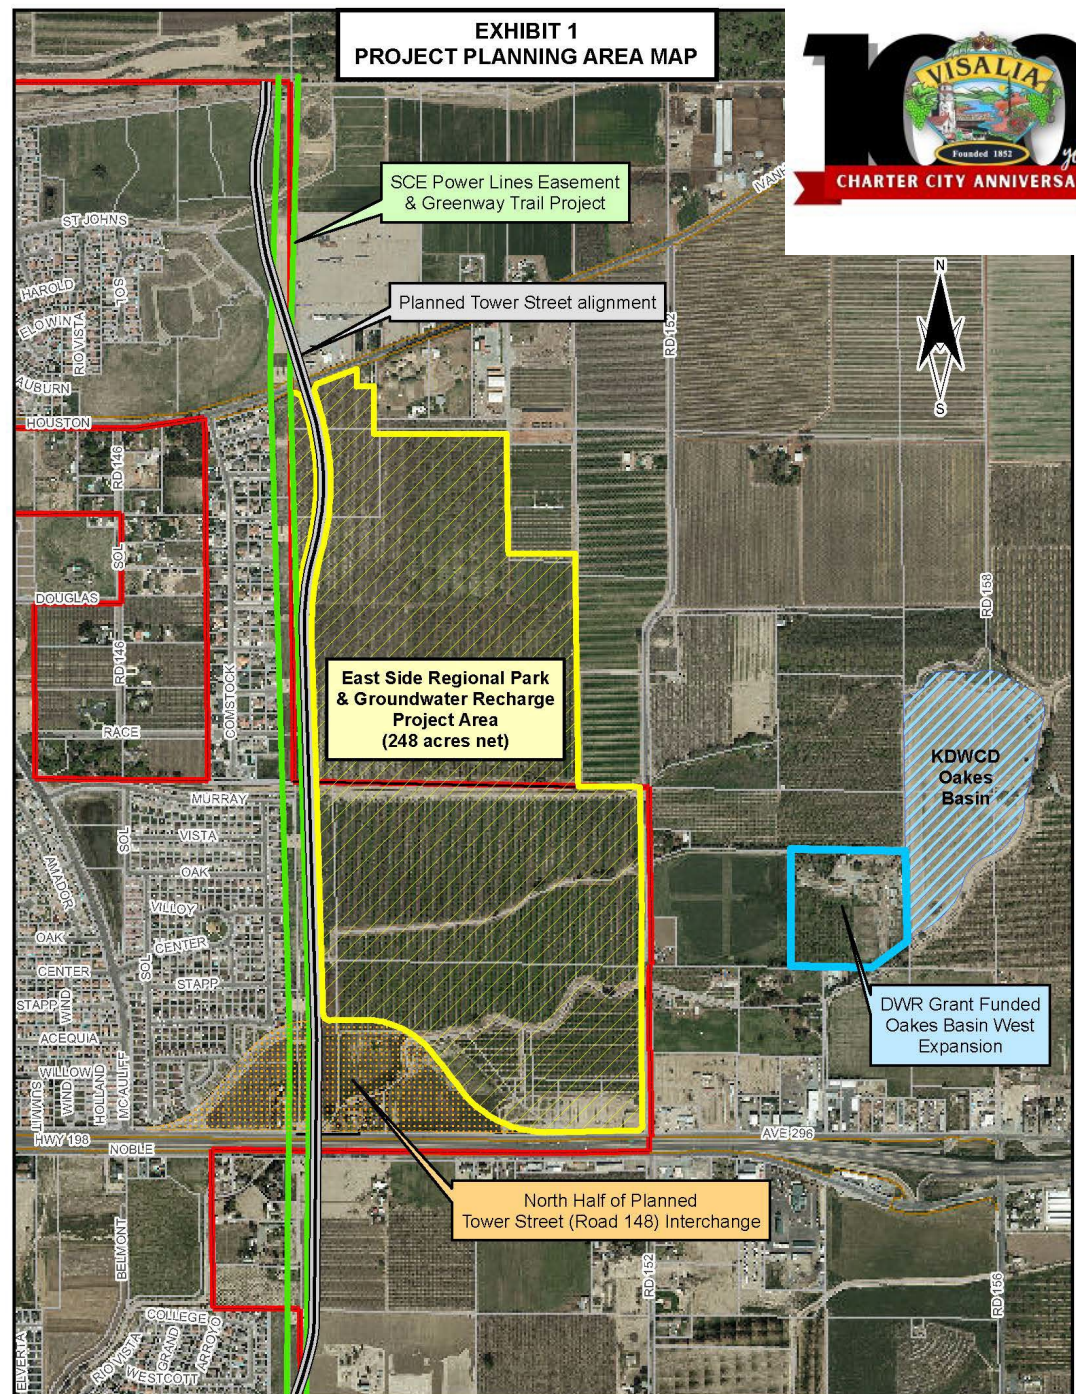 EXHIBIT 1
PROJECT PLANNING AREA MAP
VISALIA
Founded 1852
100
CHARTER CITY ANNIVERSA
SCE Power Lines Easement
& Greenway Trail Project
Planned Tower Street alignment
N
S
ST JOHNS
HAROLD
SOL
ELOWIN
RIO VISTA
AUBURN
HOUSTON
RD 152
RD 146
SOL
DOUGLAS
RD 146
COMSTOCK
RACE
RD 158
East Side Regional Park
& Groundwater Recharge
Project Area
(248 acres net)
KDWCD
Oakes
Basin
MURRAY
VISTA
SOL
OAK
AMADOR
VILLOY
OAK
CENTER
CENTER
SOL
STAPP
STAPP
WIND
ACEQUIA
WILLOW
WIND
HOLLAND
MCAULIFF
SUMMIT
DWR Grant Funded
Oakes Basin West
Expansion
HWY 198
NOBLE
AVE 296
North Half of Planned
Tower Street (Road 148) Interchange
BELMONT
RD 152
RD 156
COLLEGE
RIO VISTA
GRAND
ARROYO
WESTCOTT
ELVERTA